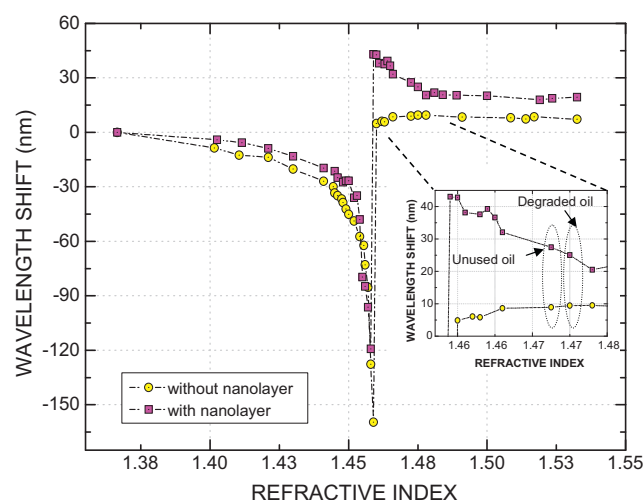 60
30
0
-30
-60
-90
-120
-150
WAVELENGTH SHIFT (nm)
1.38 1.40 1.43 1.45 1.48 1.50 1.53 1.55
REFRACTIVE INDEX
without nanolayer
with nanolayer
Degraded oil
Unused oil
40
30
20
10
0
WAVELENGTH SHIFT (nm)
1.46 1.46 1.47 1.47 1.48
REFRACTIVE INDEX